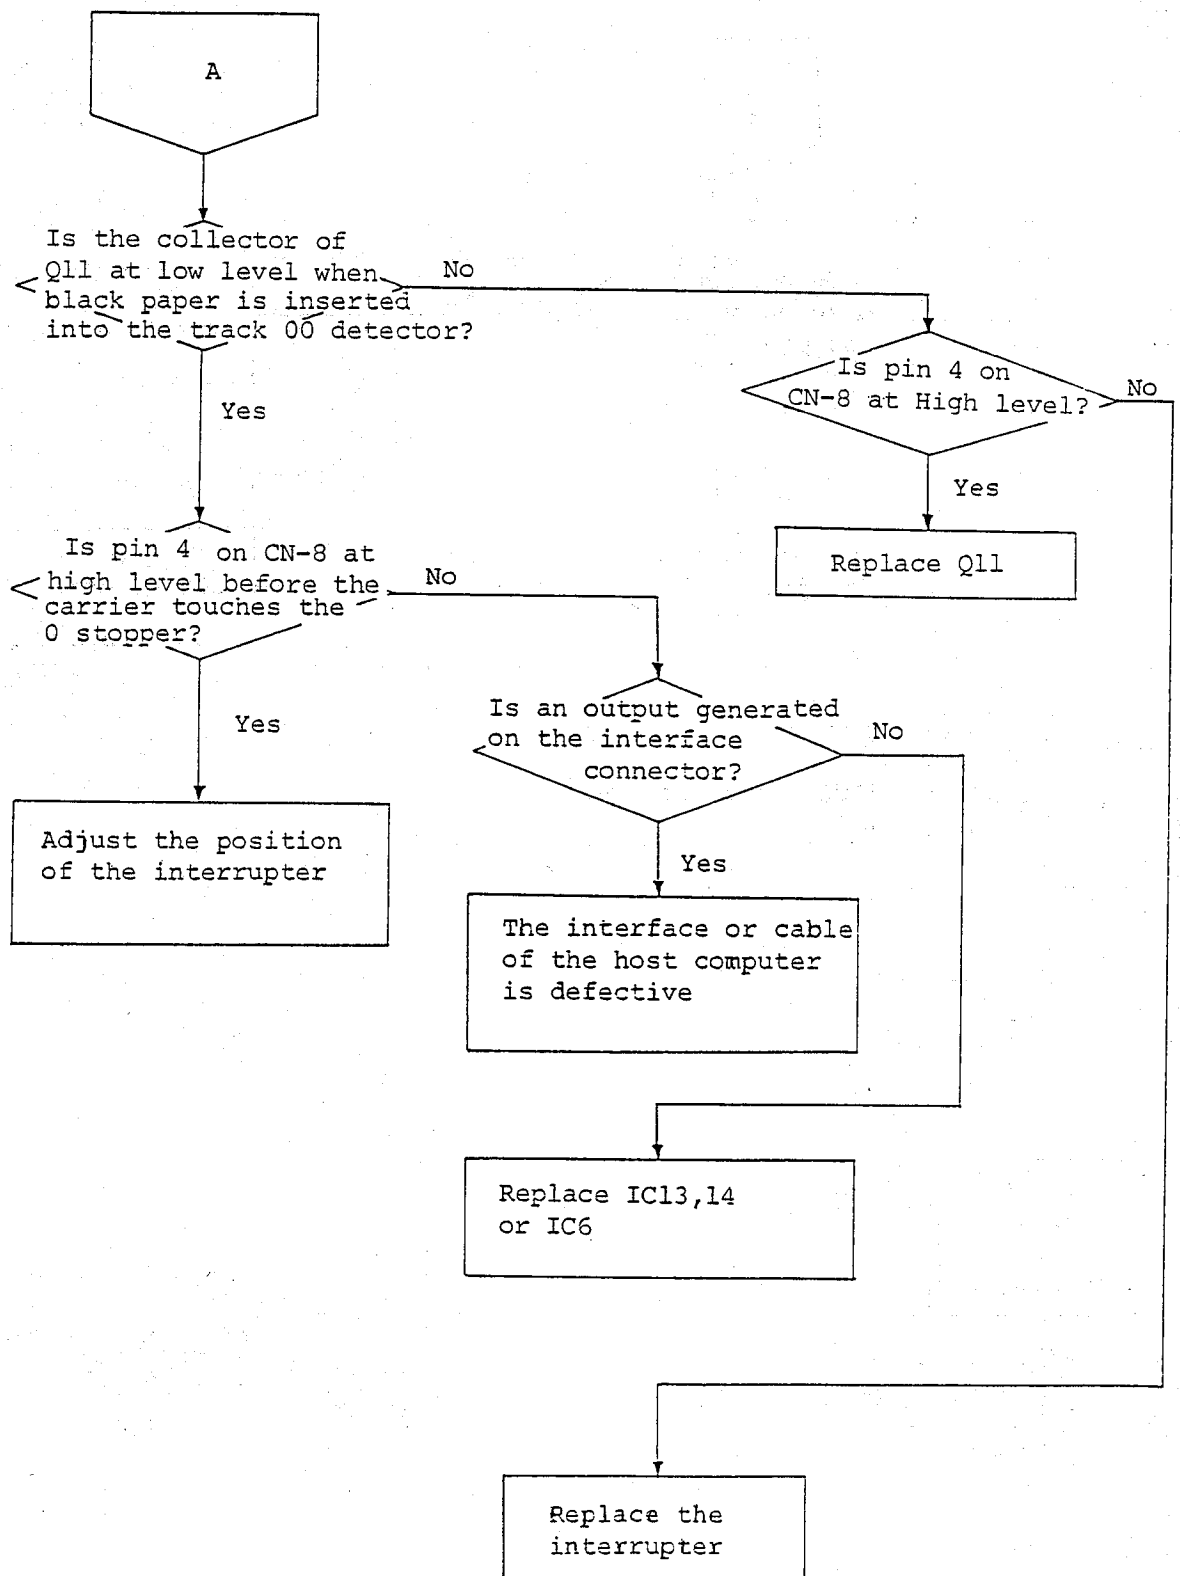 A
Is the collector of
Q11 at low level when
black paper is inserted
into the track 00 detector?
No
Yes
Is pin 4 on
CN-8 at High level?
No
Yes
Replace Q11
Is pin 4 on CN-8 at
high level before the
carrier touches the
0 stopper?
No
Yes
Adjust the position
of the interrupter
Is an output generated
on the interface
connector?
No
Yes
The interface or cable
of the host computer
is defective
Replace IC13,14
or IC6
Replace the
interrupter